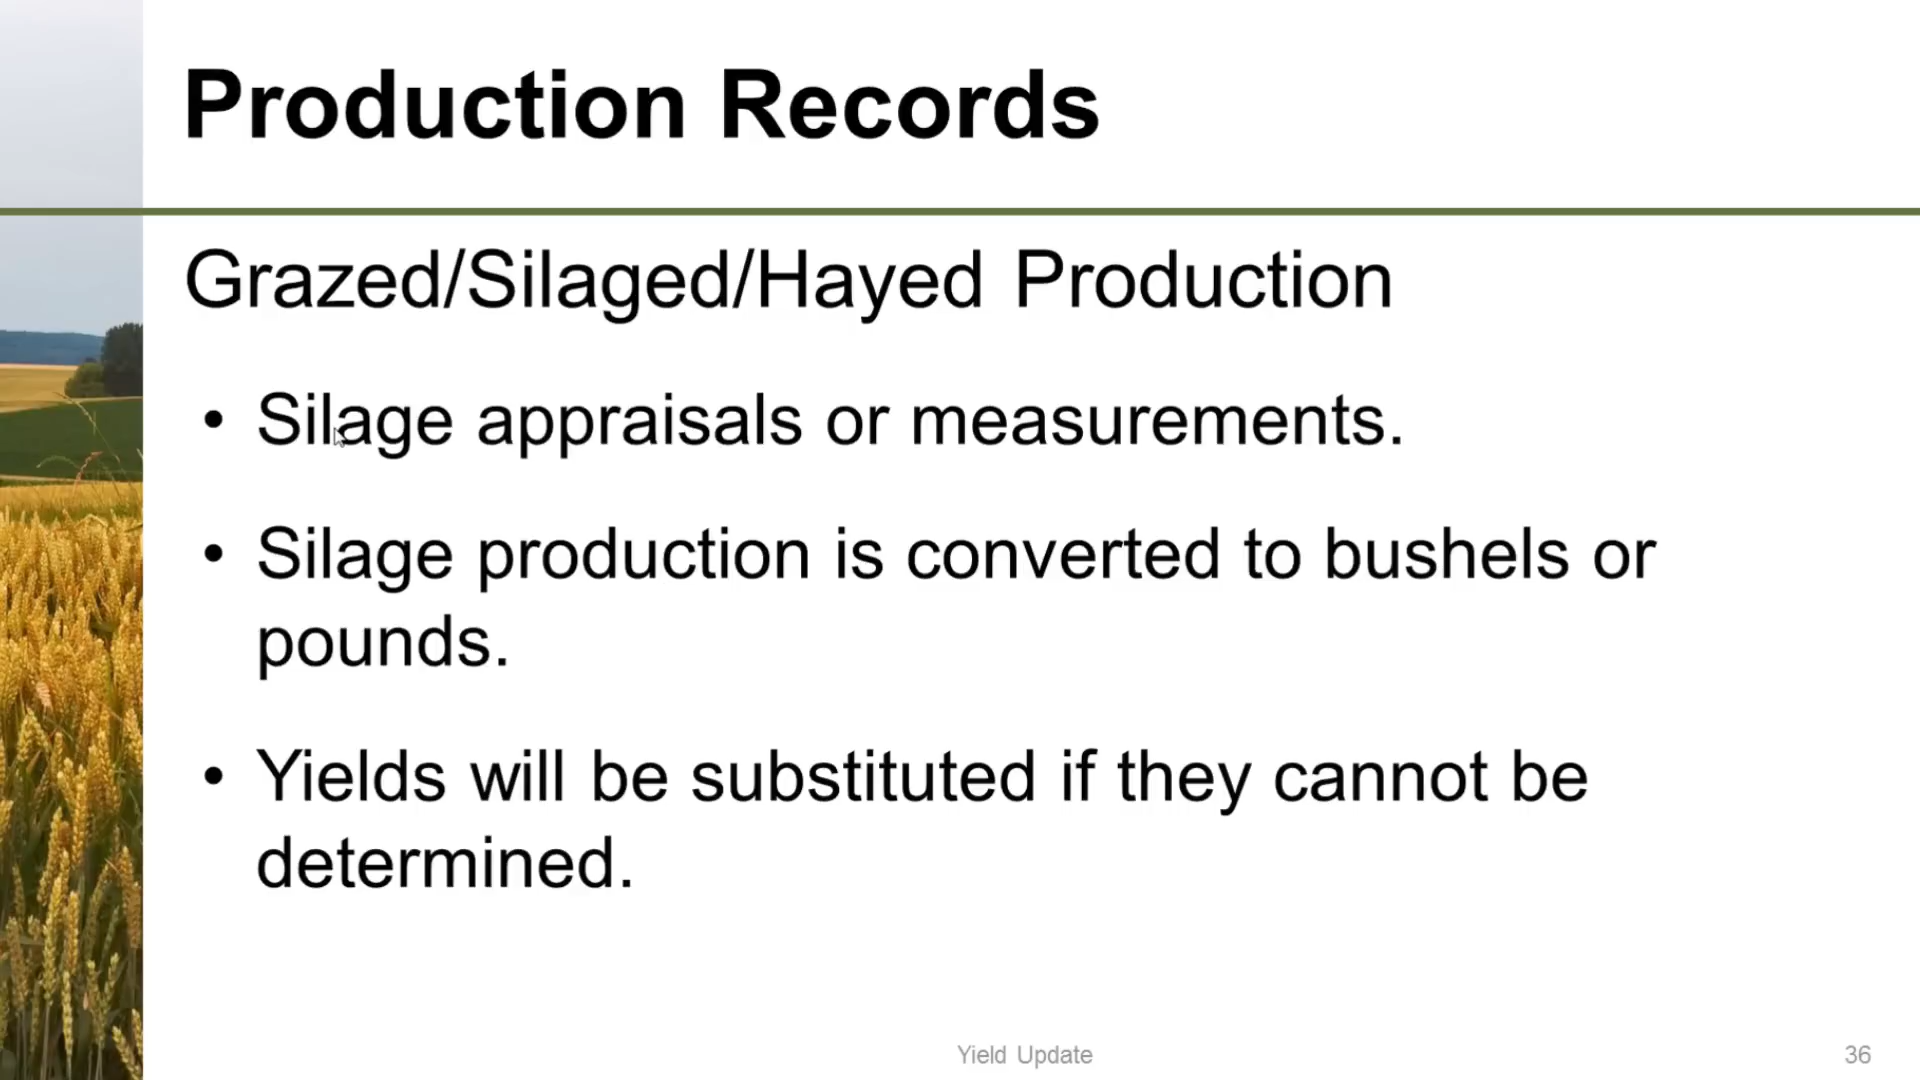 Production Records
Grazed/Silaged/Hayed Production
• Silage appraisals or measurements.
• Silage production is converted to bushels or
pounds.
• Yields will be substituted if they cannot be
determined.
Yield Update
36